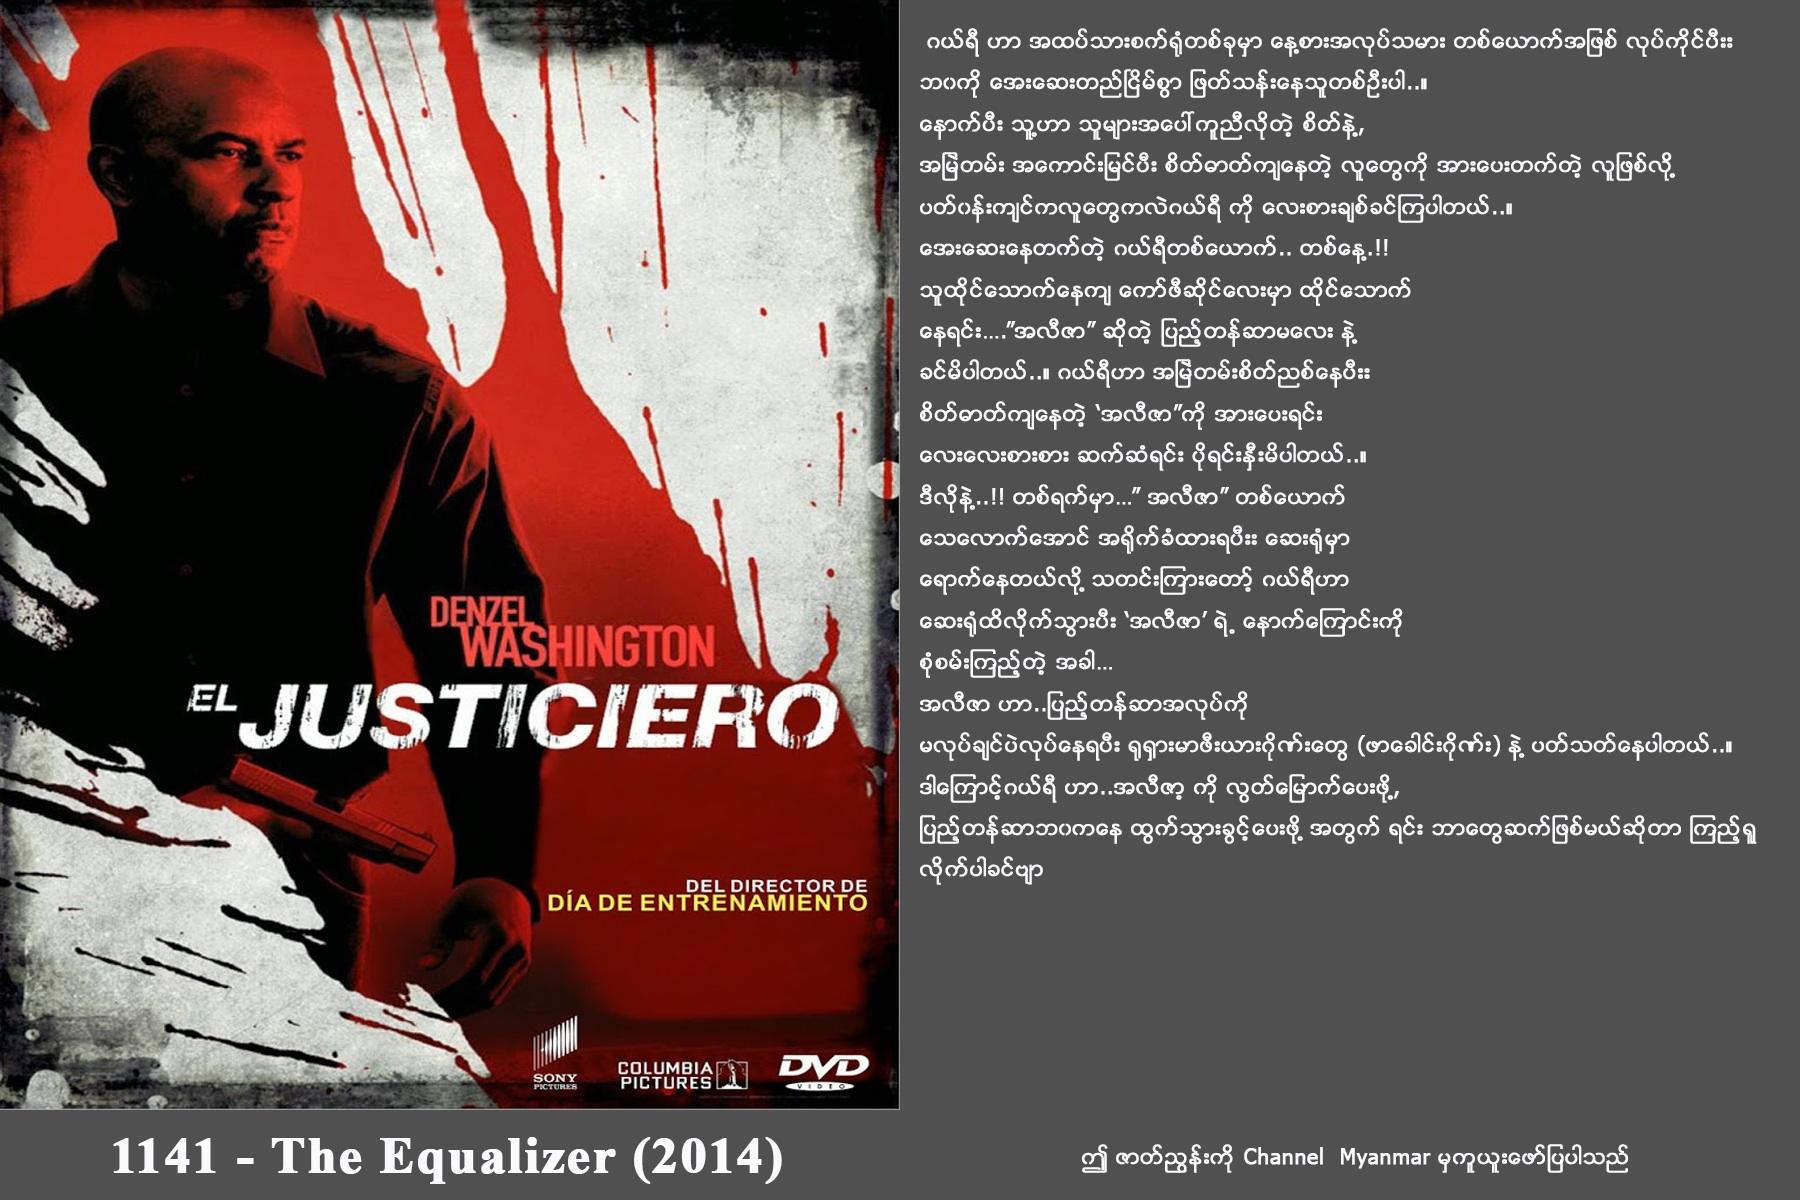 DENZEL
WASHINGTON
EL JUSTICIERO
DEL DIRECTOR DE
DÍA DE ENTRENAMIENTO
SONY
PICTURES
COLUMBIA
PICTURES
DVD
VIDEO
1141 - The Equalizer (2014)
ဂယ်ရီ ဟာ အထပ်သားစက်ရုံတစ်ခုမှာ နေ့စားအလုပ်သမား တစ်ယောက်အဖြစ် လုပ်ကိုင်ပီးး
ဘ၀ကို အေးဆေးတည်ငြိမ်စွာ ဖြတ်သန်းနေသူတစ်ဦးပါ..။
နောက်ပီး သူ့ဟာ သူများအပေါ်ကူညီလိုတဲ့ စိတ်နဲ့,
အမြဲတမ်း အကောင်းမြင်ပီး စိတ်ဓာတ်ကျနေတဲ့ လူတွေကို အားပေးတက်တဲ့ လူဖြစ်လို့
ပတ်၀န်းကျင်ကလူတွေကလဲဂယ်ရီ ကို လေးစားချစ်ခင်ကြပါတယ်..။
အေးဆေးနေတက်တဲ့ ဂယ်ရီတစ်ယောက်.. တစ်နေ့.!!
သူထိုင်သောက်နေကျ ကော်ဖီဆိုင်လေးမှာ ထိုင်သောက်
နေရင်း...."အလီဇာ" ဆိုတဲ့ ပြည့်တန်ဆာမလေး နဲ့
ခင်မိပါတယ်..။ ဂယ်ရီဟာ အမြဲတမ်းစိတ်ညစ်နေပီးး
စိတ်ဓာတ်ကျနေတဲ့ 'အလီဇာ"ကို အားပေးရင်း
လေးလေးစားစား ဆက်ဆံရင်း ပိုရင်းနှီးမိပါတယ်..။
ဒီလိုနဲ့..!! တစ်ရက်မှာ..." အလီဇာ" တစ်ယောက်
သေလောက်အောင် အရိုက်ခံထားရပီးး ဆေးရုံမှာ
ရောက်နေတယ်လို့ သတင်းကြားတော့် ဂယ်ရီဟာ
ဆေးရုံထိလိုက်သွားပီး 'အလီဇာ' ရဲ့ နောက်ကြောင်းကို
စုံစမ်းကြည့်တဲ့ အခါ...
အလီဇာ ဟာ..ပြည့်တန်ဆာအလုပ်ကို
မလုပ်ချင်ပဲလုပ်နေရပီး ရုရှားမာဖီးယားဂိုဏ်းတွေ (ဖာခေါင်းဂိုဏ်း) နဲ့ ပတ်သတ်နေပါတယ်..။
ဒါကြောင့်ဂယ်ရီ ဟာ..အလီဇာ့ ကို လွတ်မြောက်ပေးဖို့,
ပြည့်တန်ဆာဘ၀ကနေ ထွက်သွားခွင့်ပေးဖို့ အတွက် ရင်း ဘာတွေဆက်ဖြစ်မယ်ဆိုတာ ကြည့်ရှူ
လိုက်ပါခင်ဗျာ
ဤ ဇာတ်ညွှန်းကို Channel Myanmar မှကူယူးဖော်ပြပါသည်